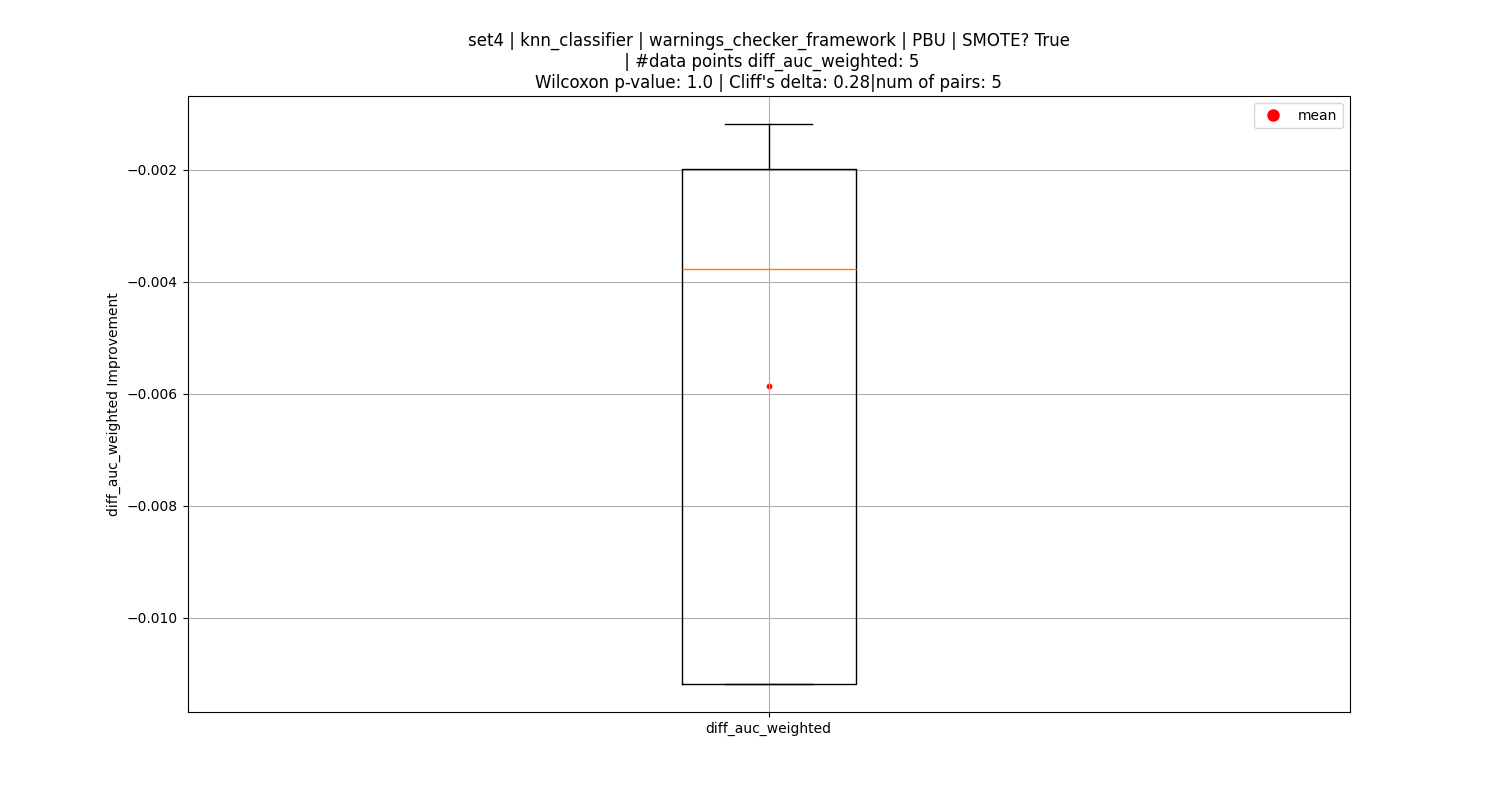 set4 | knn_classifier | warnings_checker_framework | PBU | SMOTE? True
| #data points diff_auc_weighted: 5
Wilcoxon p-value: 1.0 | Cliff's delta: 0.28|num of pairs: 5
mean
−0.002
−0.004
−0.006
−0.008
−0.010
diff_auc_weighted Improvement
diff_auc_weighted